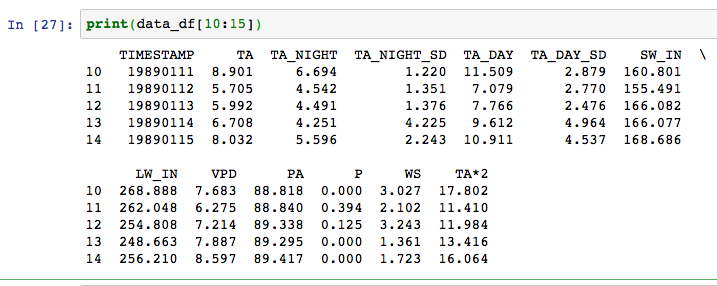 In [27]: print(data_df[10:15])
TIMESTAMP TA TA_NIGHT TA_NIGHT_SD TA_DAY TA_DAY_SD SW_IN \
10 19890111 8.901 6.694 1.220 11.509 2.879 160.801
11 19890112 5.705 4.542 1.351 7.079 2.770 155.491
12 19890113 5.992 4.491 1.376 7.766 2.476 166.082
13 19890114 6.708 4.251 4.225 9.612 4.964 166.077
14 19890115 8.032 5.596 2.243 10.911 4.537 168.686
LW_IN VPD PA P WS TA*2
10 268.888 7.683 88.818 0.000 3.027 17.802
11 262.048 6.275 88.840 0.394 2.102 11.410
12 254.808 7.214 89.338 0.125 3.243 11.984
13 248.663 7.887 89.295 0.000 1.361 13.416
14 256.210 8.597 89.417 0.000 1.723 16.064